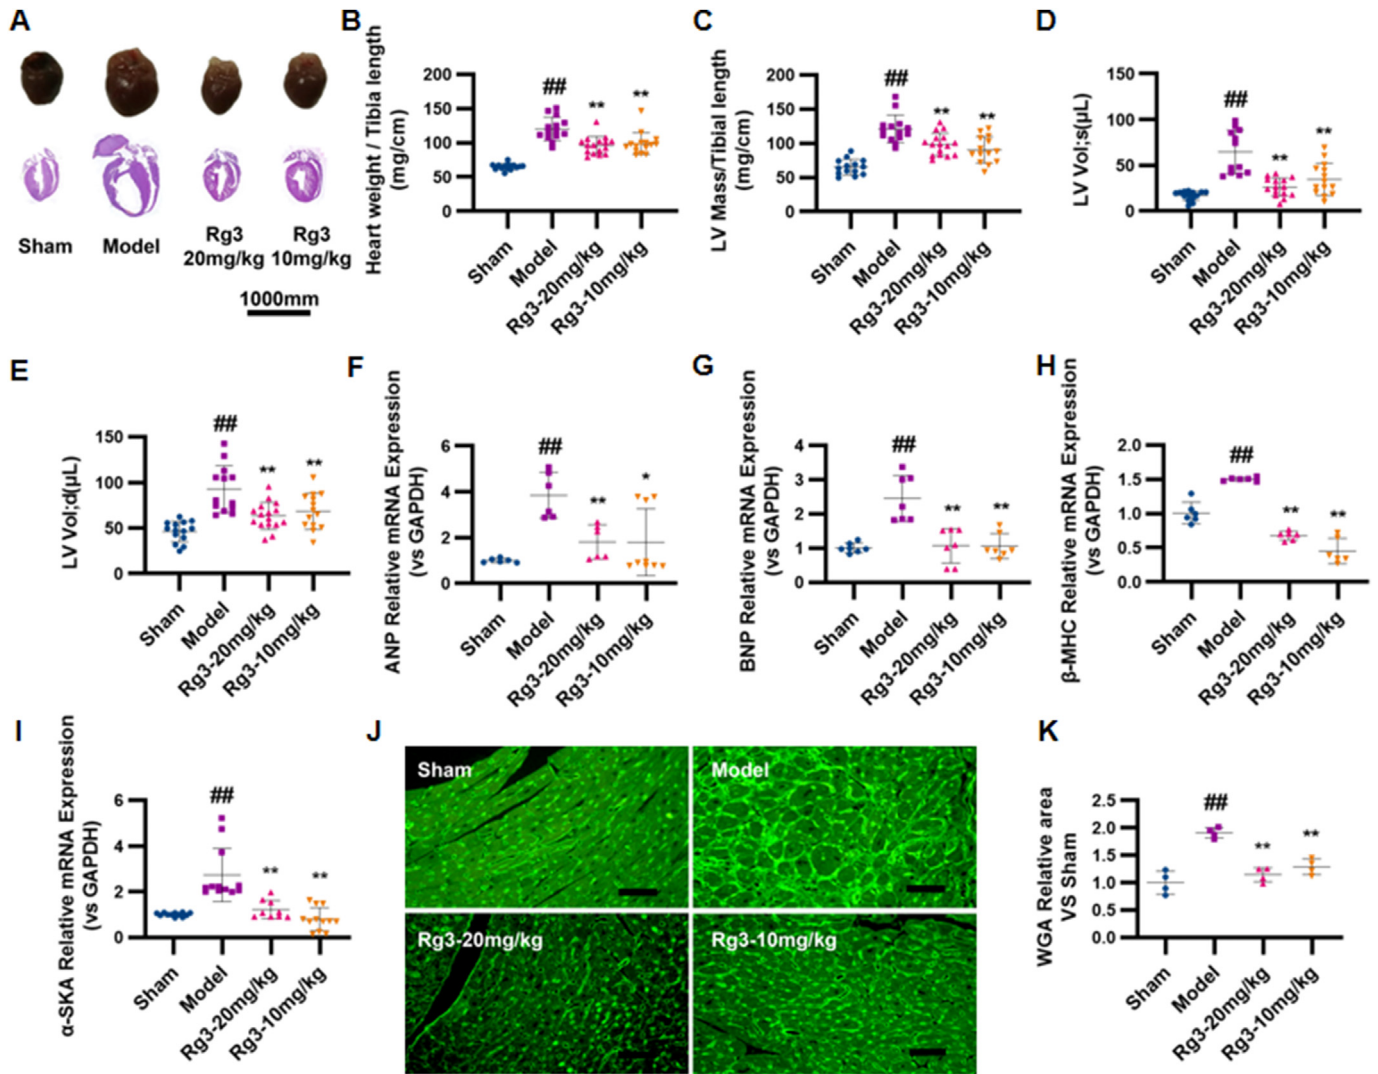 A
Sham
Model
Rg3
20mg/kg
Rg3
10mg/kg
1000mm
B
Heart weight / Tibia length
(mg/cm)
200
150
100
50
0
##
**
**
Sham
Model
Rg3-20mg/kg
Rg3-10mg/kg
C
LV Mass/Tibial length
(mg/cm)
200
150
100
50
0
##
**
**
Sham
Model
Rg3-20mg/kg
Rg3-10mg/kg
D
LV Vol;s(μL)
150
100
50
0
##
**
**
Sham
Model
Rg3-20mg/kg
Rg3-10mg/kg
E
LV Vol;d(μL)
150
100
50
0
##
**
**
Sham
Model
Rg3-20mg/kg
Rg3-10mg/kg
F
ANP Relative mRNA Expression
(vs GAPDH)
6
4
2
0
##
**
*
Sham
Model
Rg3-20mg/kg
Rg3-10mg/kg
G
BNP Relative mRNA Expression
(vs GAPDH)
4
3
2
1
0
##
**
**
Sham
Model
Rg3-20mg/kg
Rg3-10mg/kg
H
β-MHC Relative mRNA Expression
(vs GAPDH)
2.0
1.5
1.0
0.5
0.0
##
**
**
Sham
Model
Rg3-20mg/kg
Rg3-10mg/kg
I
α-SKA Relative mRNA Expression
(vs GAPDH)
6
4
2
0
##
**
**
Sham
Model
Rg3-20mg/kg
Rg3-10mg/kg
J
Sham
Model
Rg3-20mg/kg
Rg3-10mg/kg
K
WGA Relative area
VS Sham
2.5
2.0
1.5
1.0
0.5
0.0
##
**
**
Sham
Model
Rg3-20mg/kg
Rg3-10mg/kg